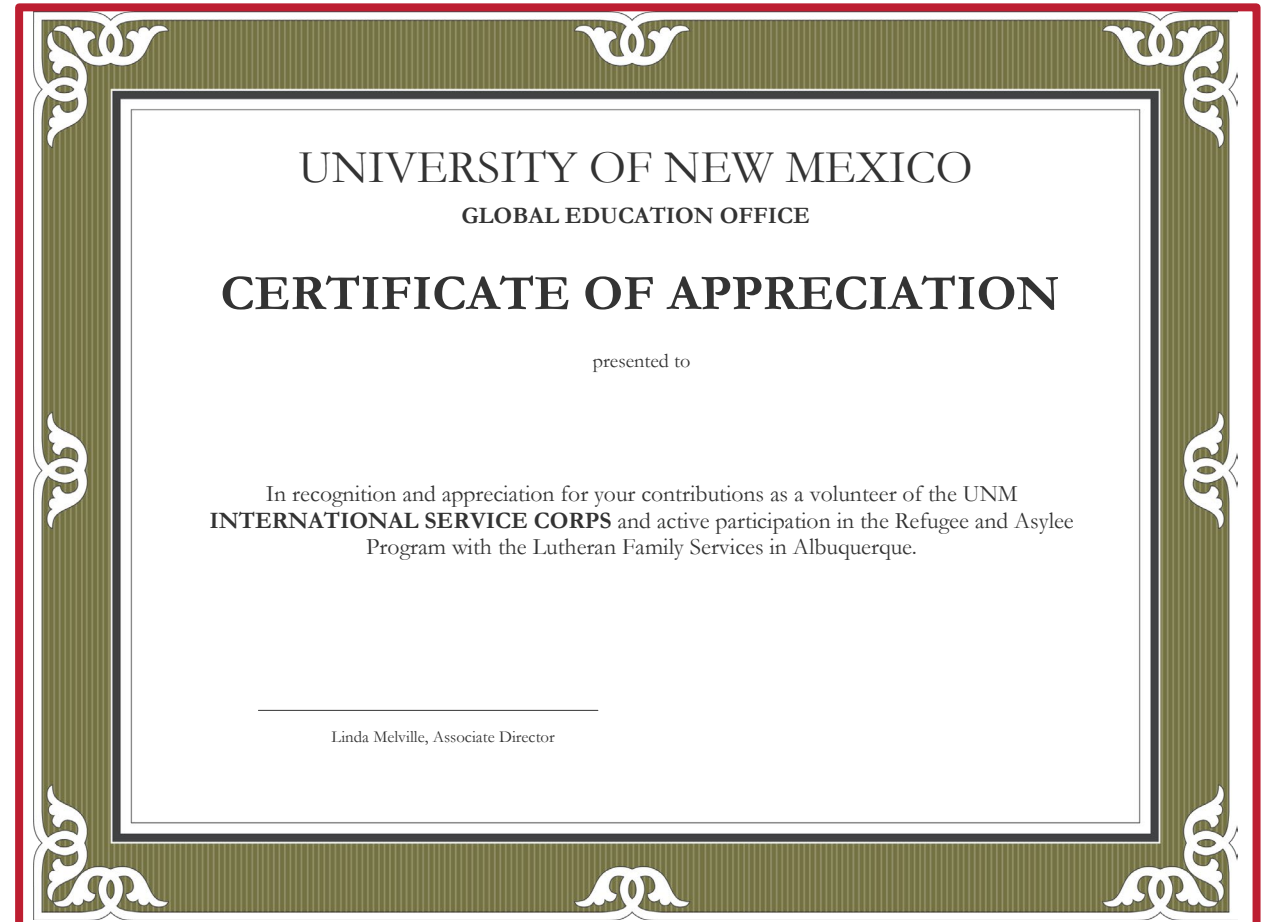 UNIVERSITY OF NEW MEXICO
GLOBAL EDUCATION OFFICE
CERTIFICATE OF APPRECIATION
presented to
In recognition and appreciation for your contributions as a volunteer of the UNM
INTERNATIONAL SERVICE CORPS and active participation in the Refugee and Asylee
Program with the Lutheran Family Services in Albuquerque.
Linda Melville, Associate Director